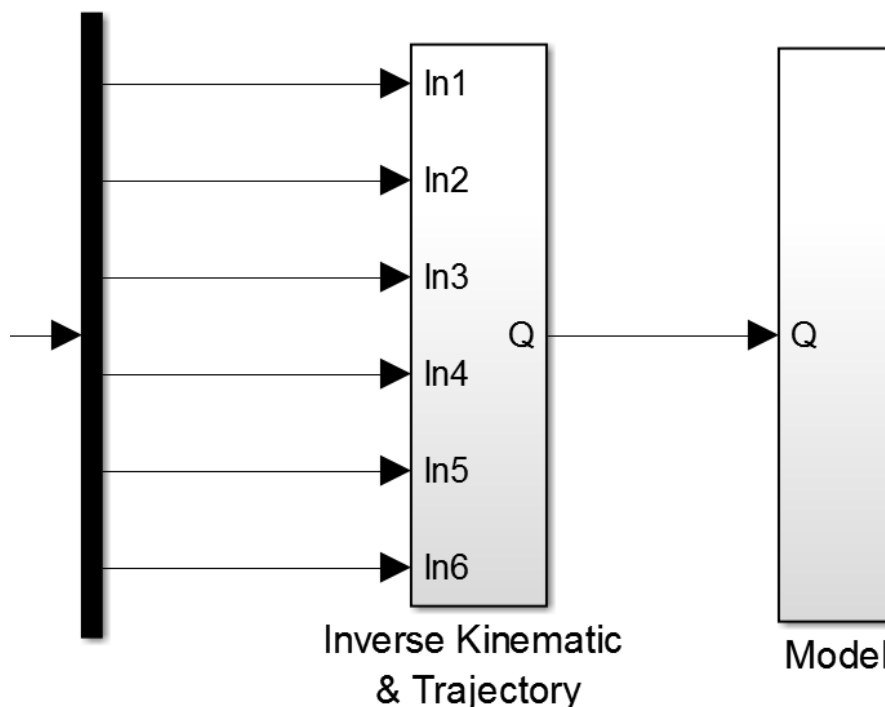 In1
In2
In3
Q
Q
In4
In5
In6
Inverse Kinematic
& Trajectory
Model